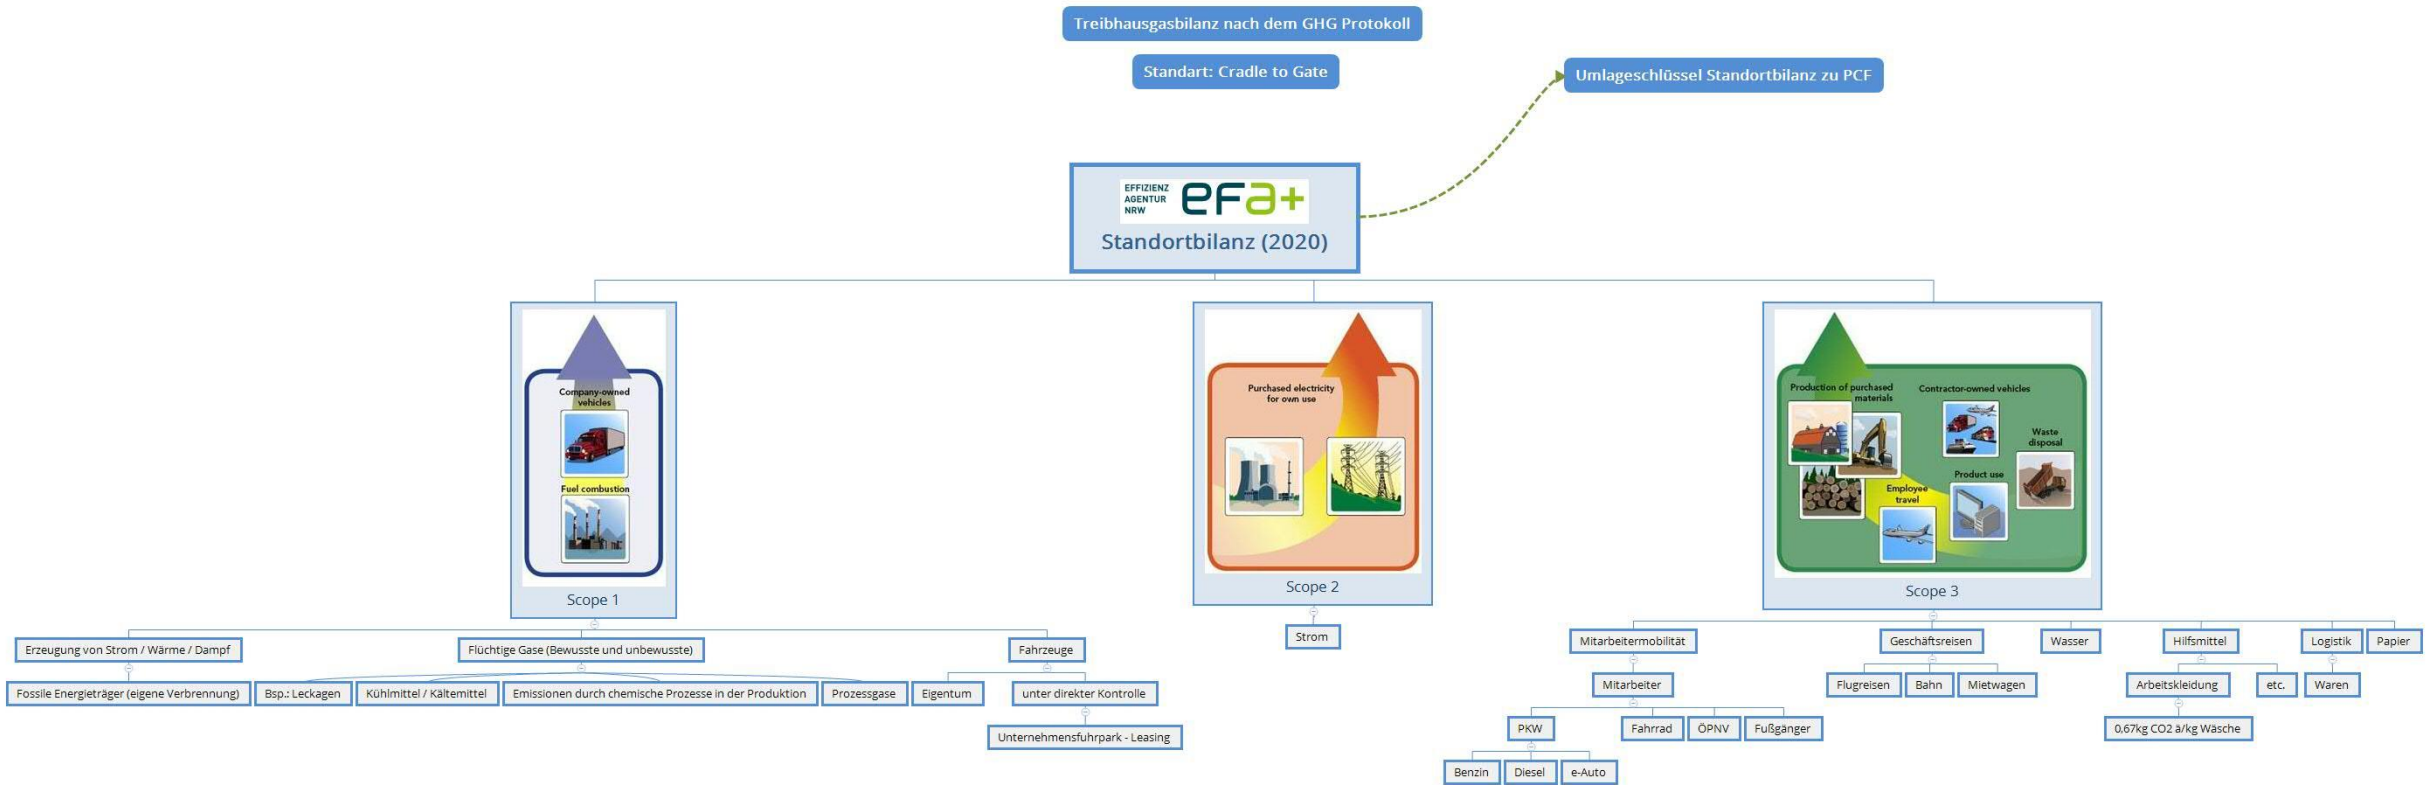 Treibhausgasbilanz nach dem GHG Protokoll
Standart: Cradle to Gate
Umlageschlüssel Standortbilanz zu PCF
EFFIZIENZ
AGENTUR
NRW
efa+
Standortbilanz (2020)
Company-owned
vehicles
Fuel combustion
Scope 1
Purchased electricity
for own use
Scope 2
Production of purchased
materials
Contractor-owned vehicles
Waste
disposal
Product use
Employee
travel
Scope 3
Erzeugung von Strom / Wärme / Dampf
Flüchtige Gase (Bewusste und unbewusste)
Fahrzeuge
Fossile Energieträger (eigene Verbrennung)
Bsp.: Leckagen
Kühlmittel / Kältemittel
Emissionen durch chemische Prozesse in der Produktion
Prozessgase
Eigentum
unter direkter Kontrolle
Unternehmensfuhrpark - Leasing
Strom
Mitarbeitermobilität
Geschäftsreisen
Wasser
Hilfsmittel
Logistik
Papier
Mitarbeiter
Flugreisen
Bahn
Mietwagen
Arbeitskleidung
etc.
Waren
PKW
Fahrrad
ÖPNV
Fußgänger
0,67kg CO2 ä/kg Wäsche
Benzin
Diesel
e-Auto